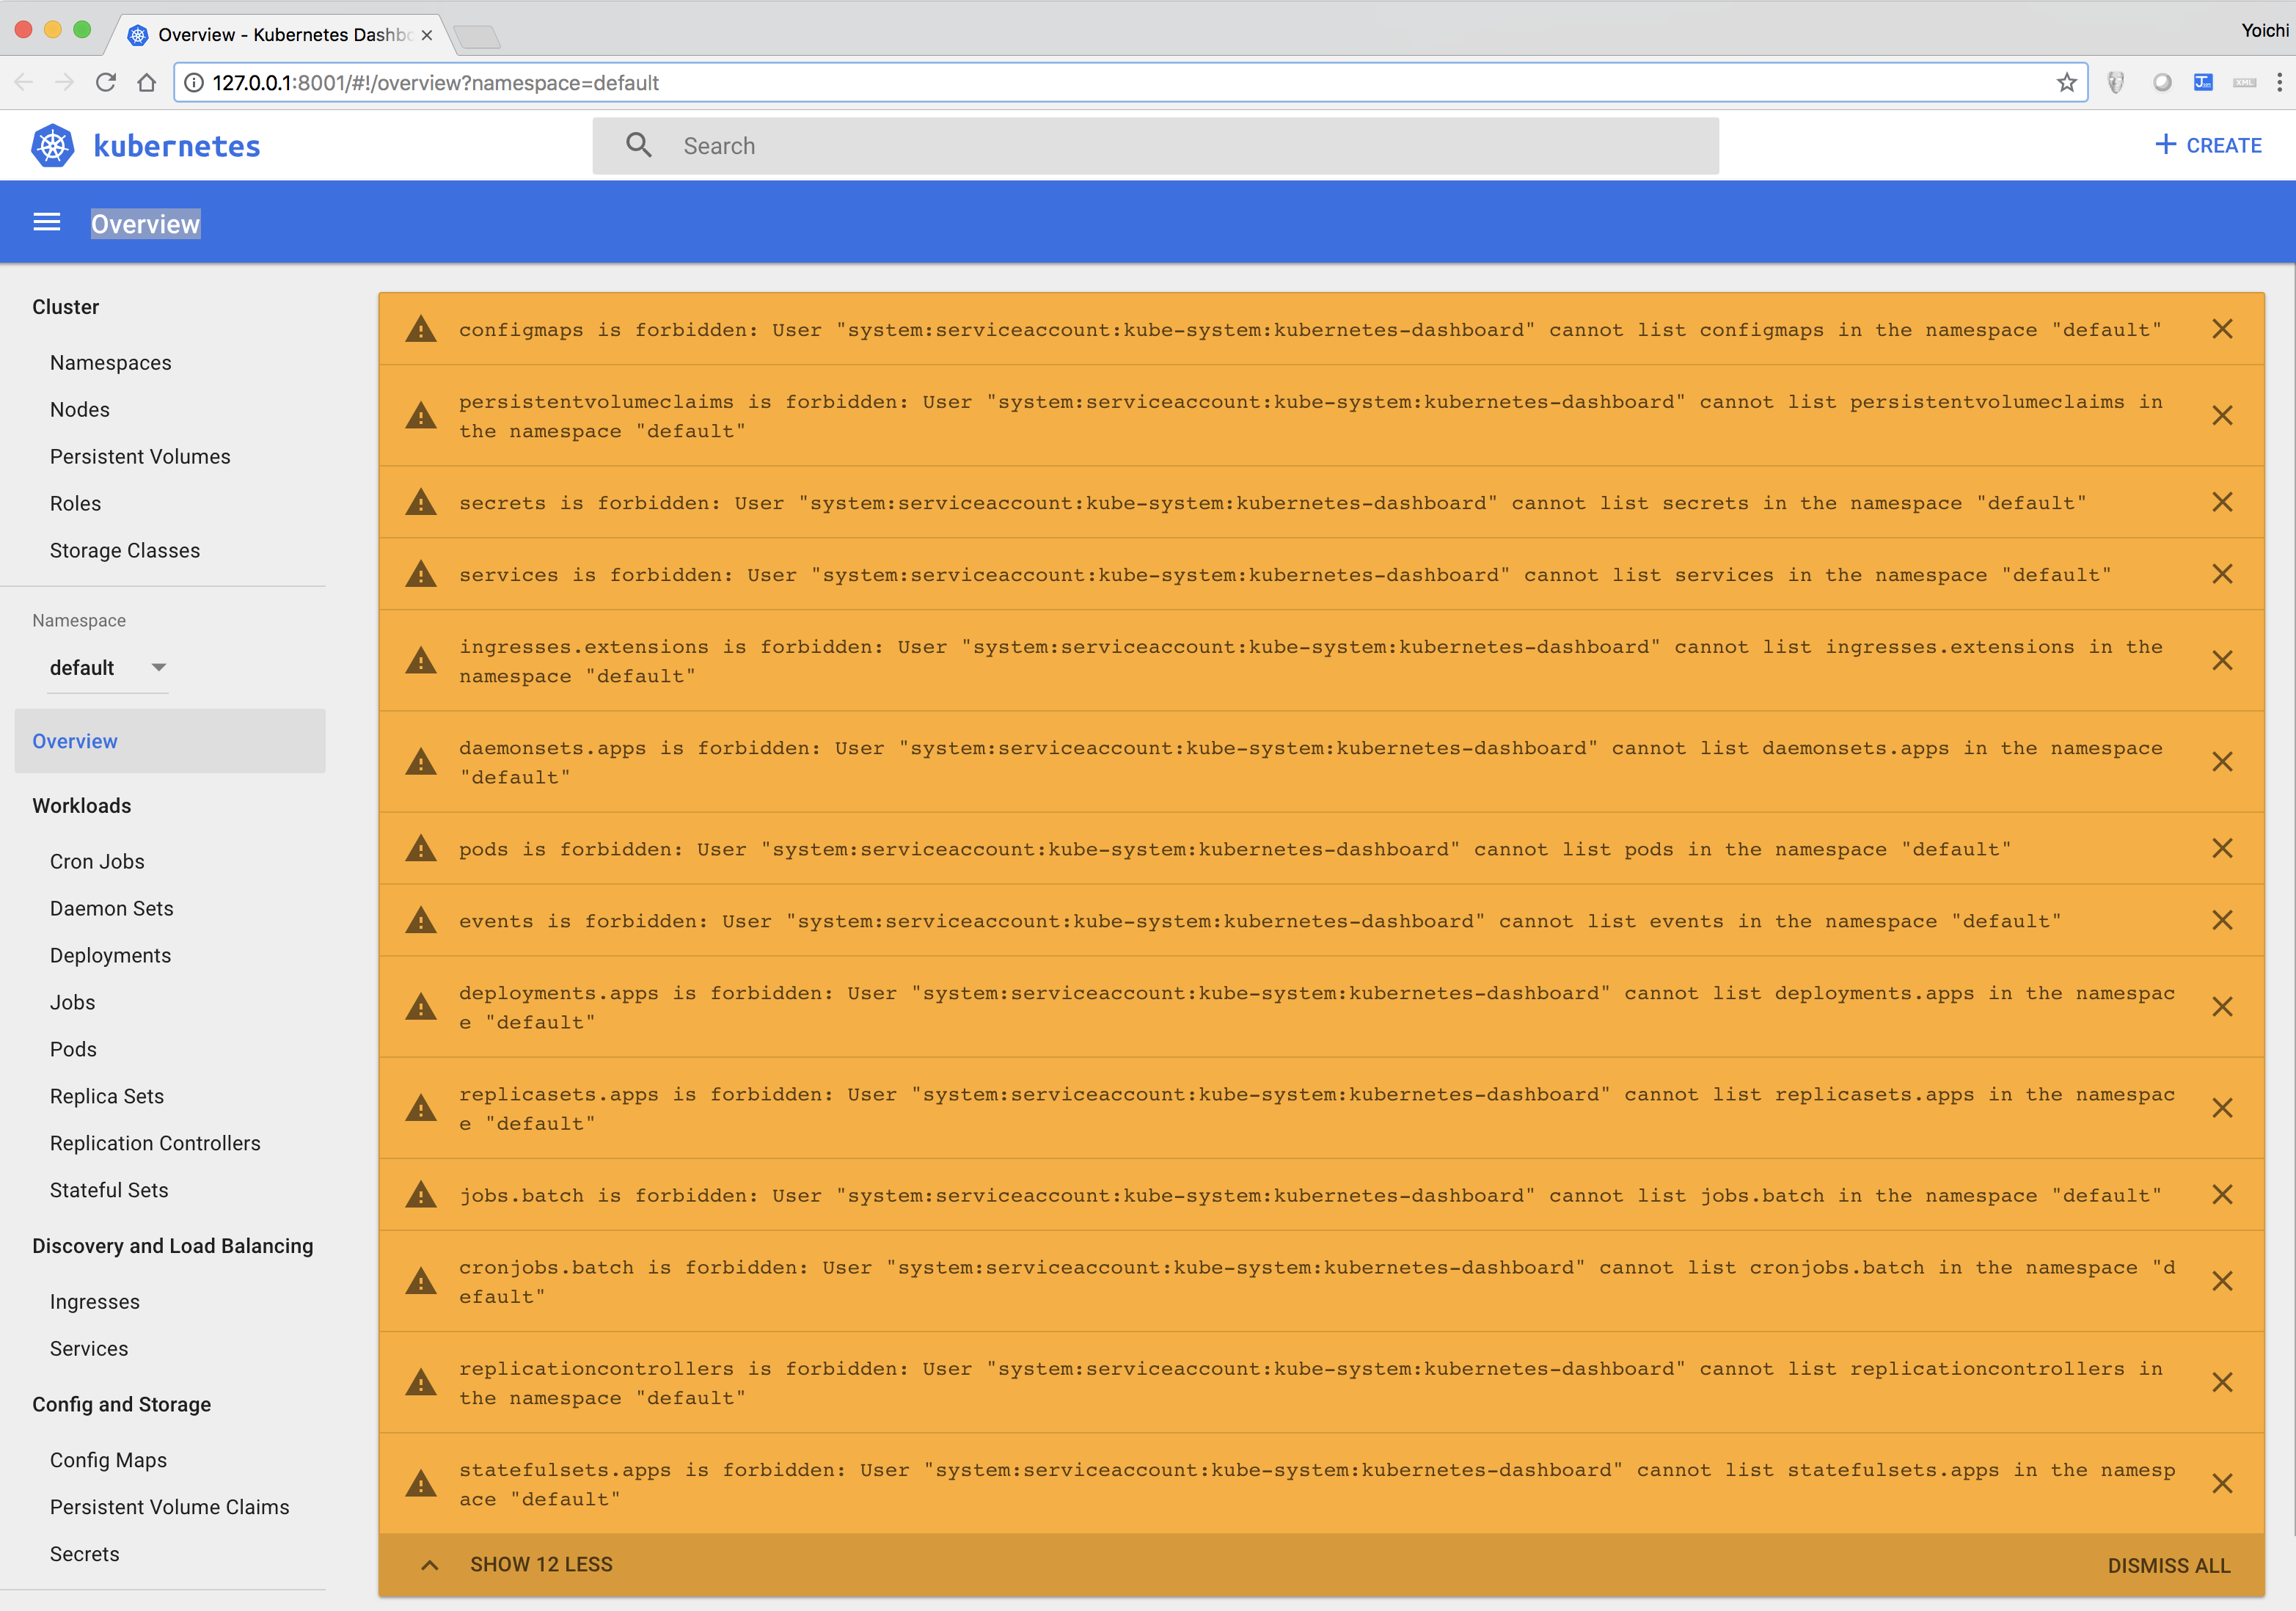 Overview - Kubernetes Dashbo
Yoichi
127.0.0.1:8001/#!/overview?namespace=default
kubernetes
Search
CREATE
Overview
Cluster
Namespaces
Nodes
Persistent Volumes
Roles
Storage Classes
Namespace
default
Overview
Workloads
Cron Jobs
Daemon Sets
Deployments
Jobs
Pods
Replica Sets
Replication Controllers
Stateful Sets
Discovery and Load Balancing
Ingresses
Services
Config and Storage
Config Maps
Persistent Volume Claims
Secrets
configmaps is forbidden: User "system:serviceaccount:kube-system:kubernetes-dashboard" cannot list configmaps in the namespace "default"
persistentvolumeclaims is forbidden: User "system:serviceaccount:kube-system:kubernetes-dashboard" cannot list persistentvolumeclaims in
the namespace "default"
secrets is forbidden: User "system:serviceaccount:kube-system:kubernetes-dashboard" cannot list secrets in the namespace "default"
services is forbidden: User "system:serviceaccount:kube-system:kubernetes-dashboard" cannot list services in the namespace "default"
ingresses.extensions is forbidden: User "system:serviceaccount:kube-system:kubernetes-dashboard" cannot list ingresses.extensions in the
namespace "default"
daemonsets.apps is forbidden: User "system:serviceaccount:kube-system:kubernetes-dashboard" cannot list daemonsets.apps in the namespace
"default"
pods is forbidden: User "system:serviceaccount:kube-system:kubernetes-dashboard" cannot list pods in the namespace "default"
events is forbidden: User "system:serviceaccount:kube-system:kubernetes-dashboard" cannot list events in the namespace "default"
deployments.apps is forbidden: User "system:serviceaccount:kube-system:kubernetes-dashboard" cannot list deployments.apps in the namespac
e "default"
replicasets.apps is forbidden: User "system:serviceaccount:kube-system:kubernetes-dashboard" cannot list replicasets.apps in the namespac
e "default"
jobs.batch is forbidden: User "system:serviceaccount:kube-system:kubernetes-dashboard" cannot list jobs.batch in the namespace "default"
cronjobs.batch is forbidden: User "system:serviceaccount:kube-system:kubernetes-dashboard" cannot list cronjobs.batch in the namespace "d
efault"
replicationcontrollers is forbidden: User "system:serviceaccount:kube-system:kubernetes-dashboard" cannot list replicationcontrollers in
the namespace "default"
statefulsets.apps is forbidden: User "system:serviceaccount:kube-system:kubernetes-dashboard" cannot list statefulsets.apps in the namesp
ace "default"
SHOW 12 LESS
DISMISS ALL